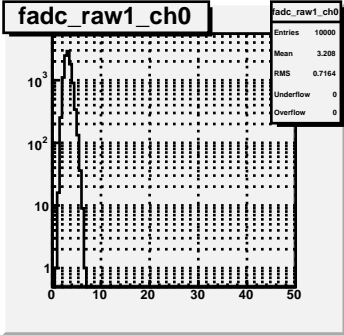 fadc_raw1_ch0
fadc_raw1_ch0
Entries 10000
Mean 3.208
RMS 0.7164
Underflow 0
Overflow 0
10³
10²
10
1
0 10 20 30 40 50